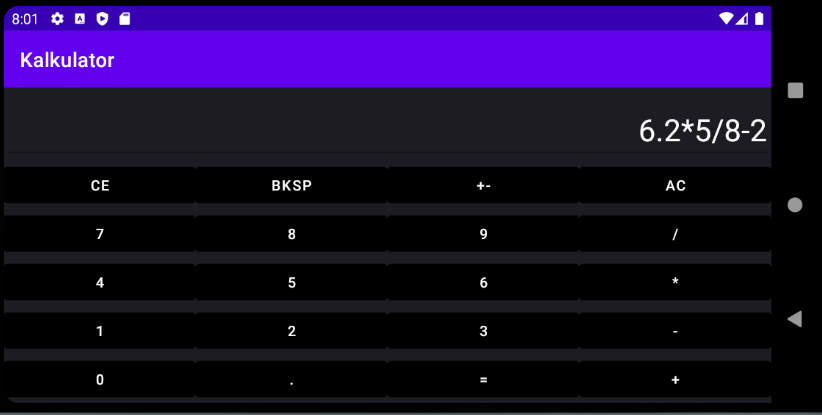 8:01
Kalkulator
6.2*5/8-2
CE BKSP +- AC
7 8 9 /
4 5 6 *
1 2 3 -
0 . = +